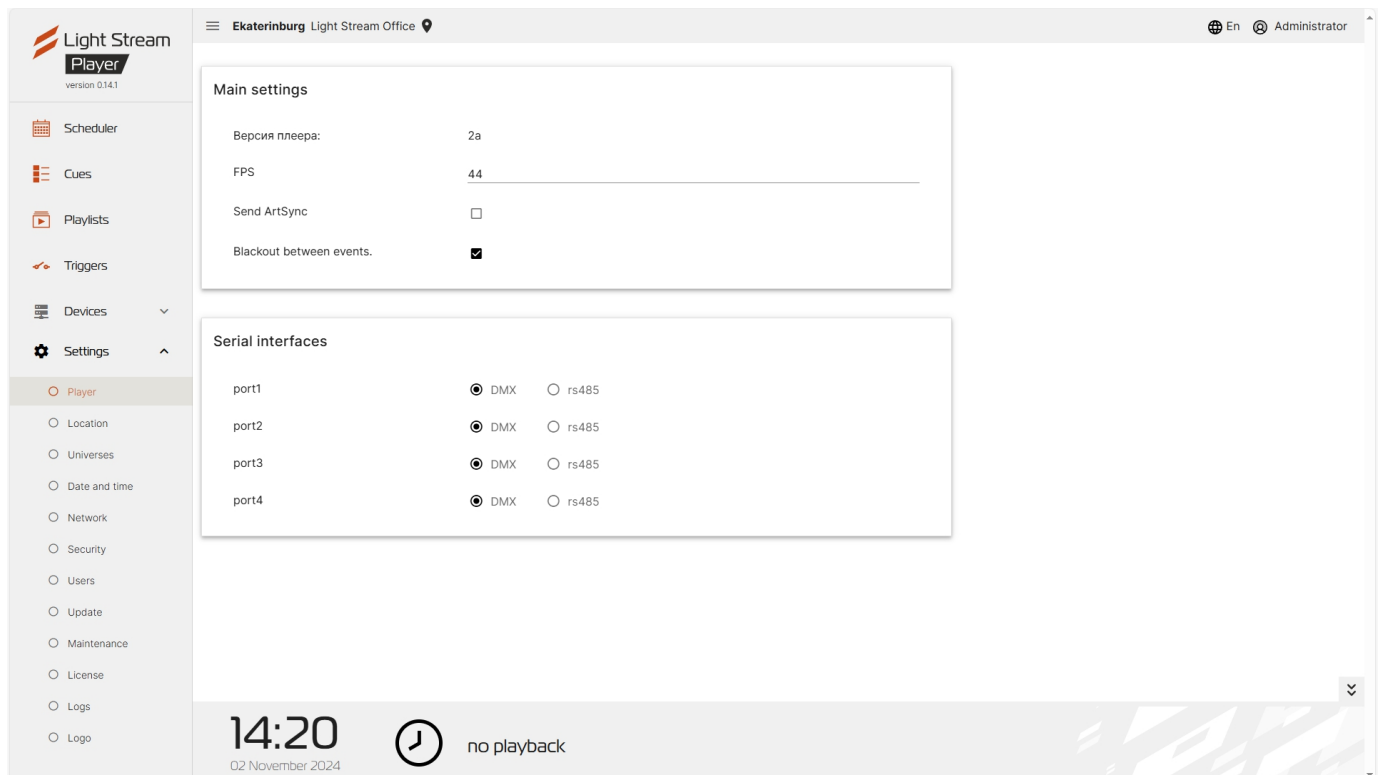 Light Stream
Player
version 0.14.1
Ekaterinburg Light Stream Office
En Administrator
Scheduler
Cues
Playlists
Triggers
Devices
Settings
Player
Location
Universes
Date and time
Network
Security
Users
Update
Maintenance
License
Logs
Logo
Main settings
Версия плеера: 2a
FPS 44
Send ArtSync
Blackout between events.
Serial interfaces
port1 DMX rs485
port2 DMX rs485
port3 DMX rs485
port4 DMX rs485
14:20
02 November 2024
no playback